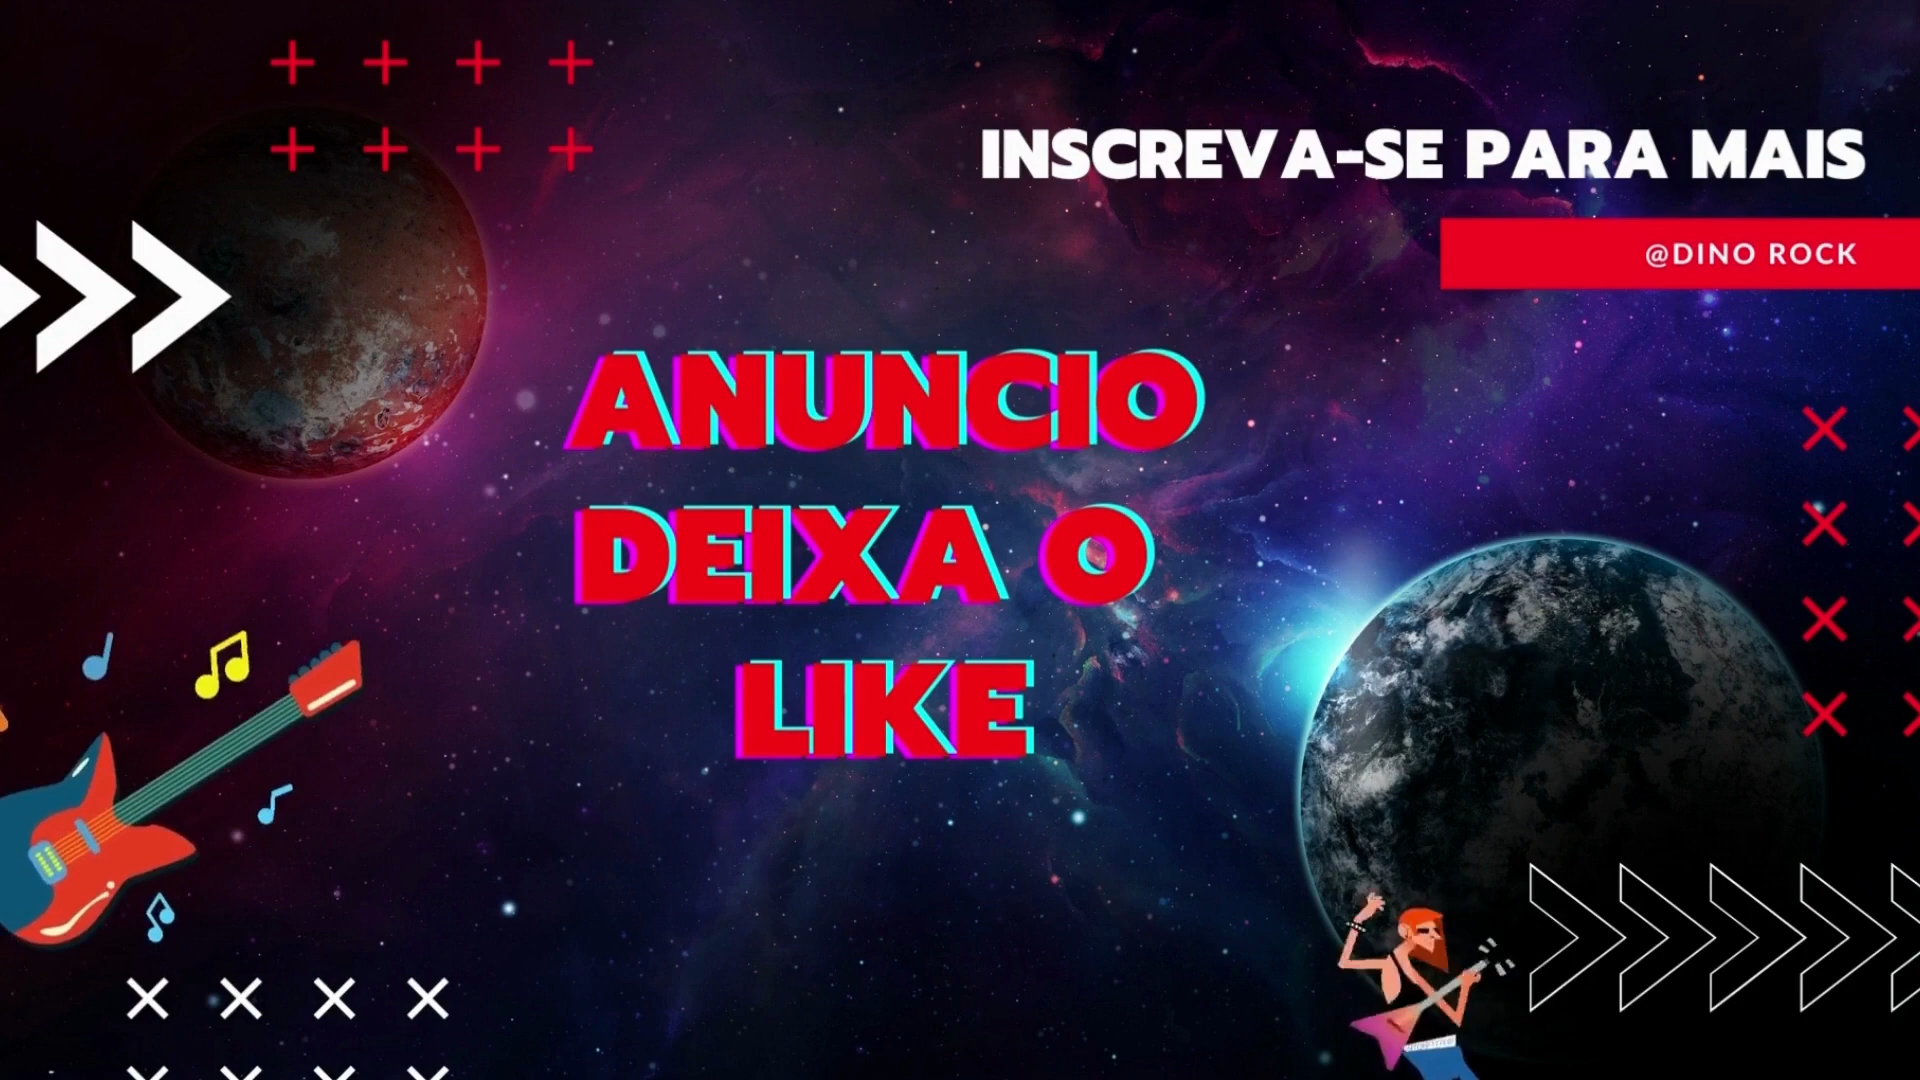 INSCREVA-SE PARA MAIS
@DINO ROCK
ANUNCIO
DEIXA O
LIKE